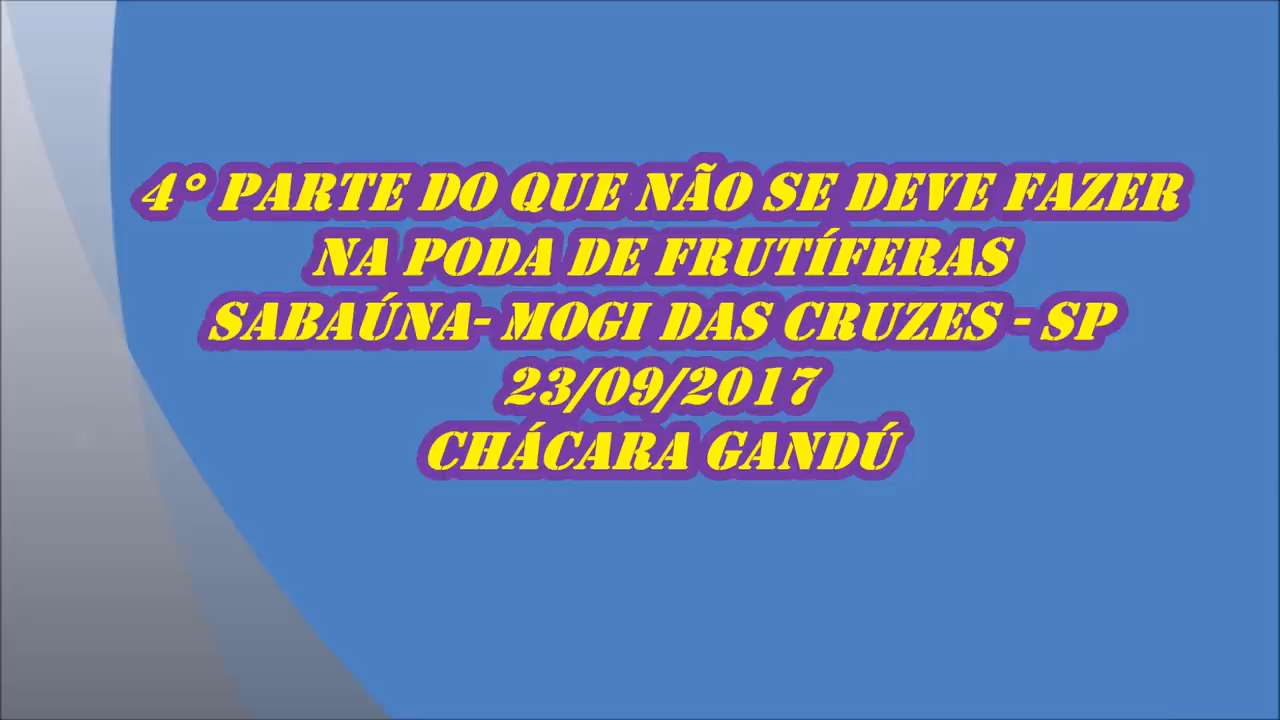 4° PARTE DO QUE NÃO SE DEVE FAZER
NA PODA DE FRUTÍFERAS
SABAÚNA- MOGI DAS CRUZES - SP
23/09/2017
CHÁCARA GANDÚ